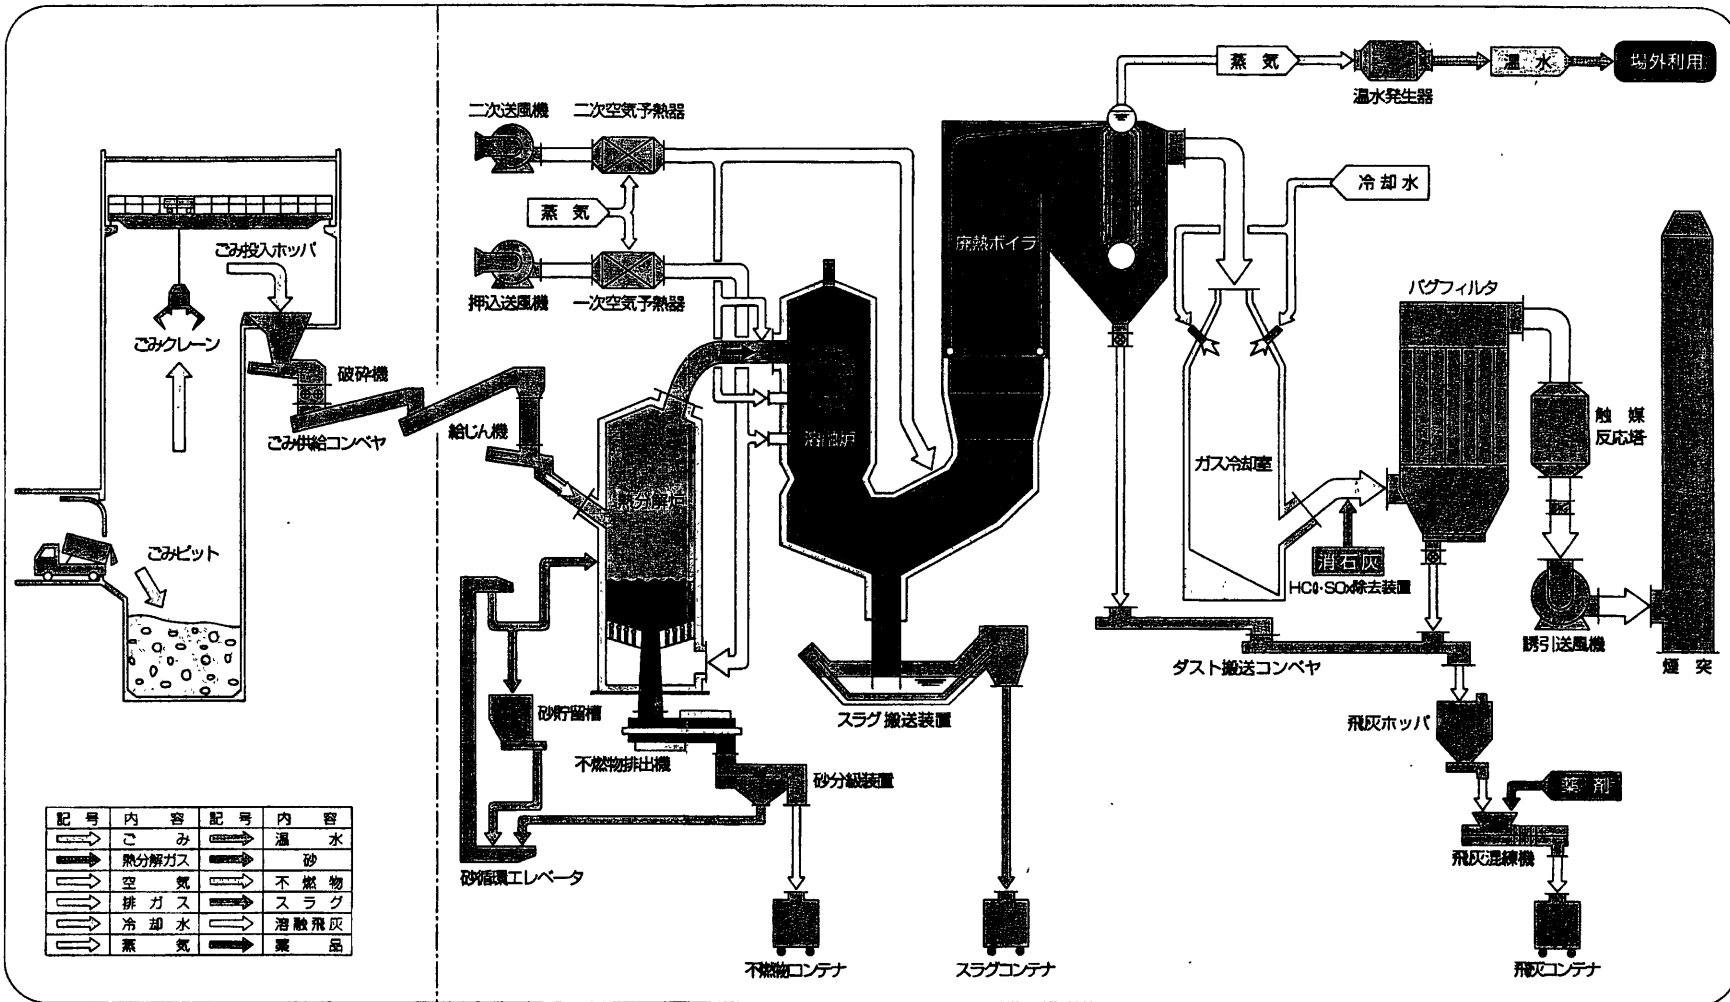 蒸気
温水
場外利用
温水発生器
二次送風機
二次空気予熱器
冷却水
蒸気
廃熱ボイラ
ごみ投入ホッパ
押込送風機
一次空気予熱器
バグフィルタ
ごみクレーン
破砕機
触媒
反応塔
給じん機
溶融炉
ごみ供給コンベヤ
ガス冷却室
熱分解炉
ごみピット
消石灰
HCℓ・SOx除去装置
誘引送風機
ダスト搬送コンベヤ
煙突
砂貯留槽
スラグ搬送装置
飛灰ホッパ
不燃物排出機
砂分級装置
薬剤
飛灰混練機
砂循環エレベータ
不燃物コンテナ
スラグコンテナ
飛灰コンテナ
記号 内容 記号 内容
ごみ 温水
熱分解ガス 砂
空気 不燃物
排ガス スラグ
冷却水 溶融飛灰
蒸気 薬品